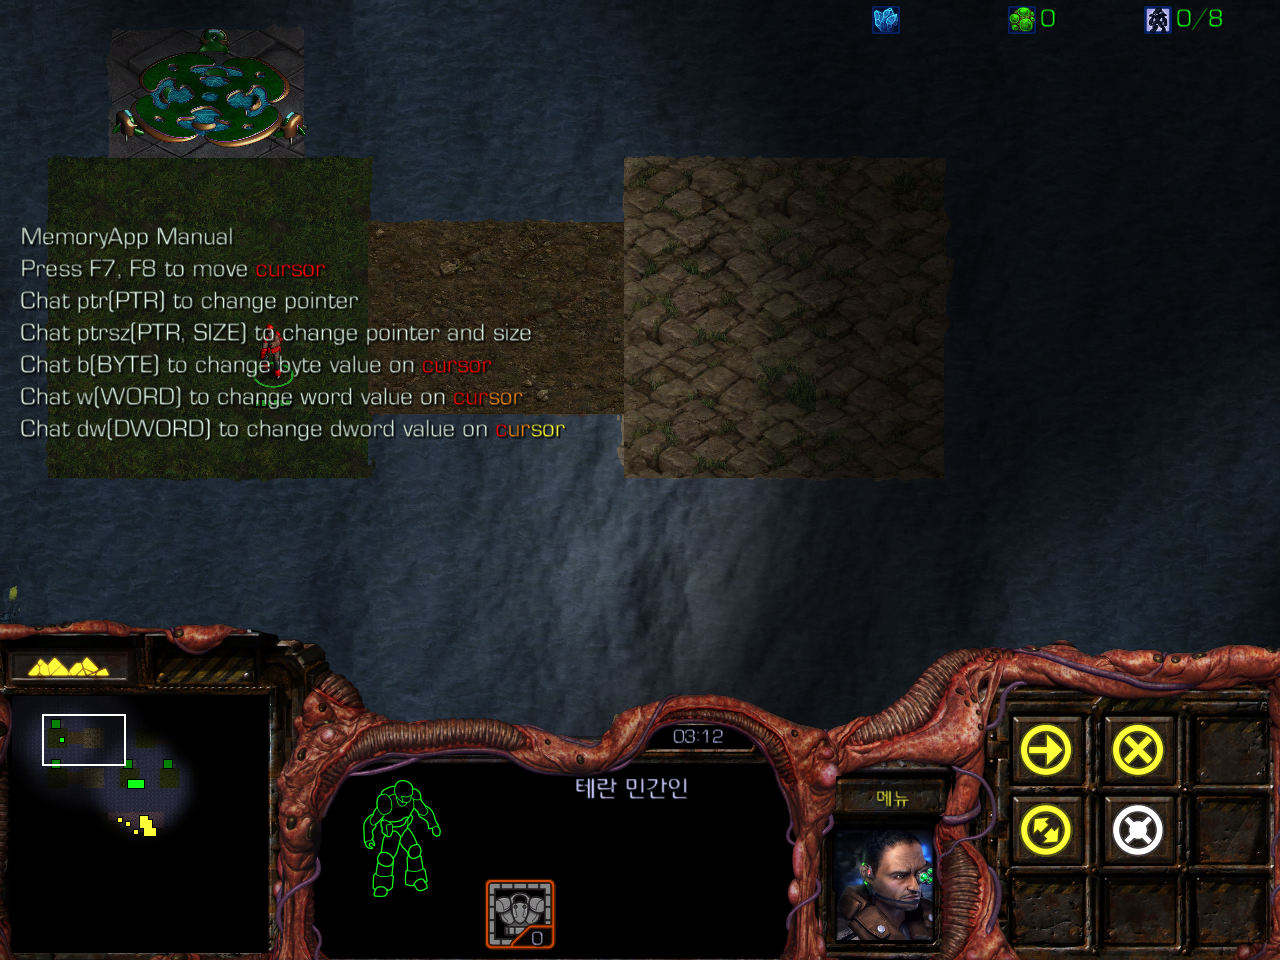 0
0/8
MemoryApp Manual
Press F7, F8 to move cursor
Chat ptr(PTR) to change pointer
Chat ptrsz(PTR, SIZE) to change pointer and size
Chat b(BYTE) to change byte value on cursor
Chat w(WORD) to change word value on cursor
Chat dw(DWORD) to change dword value on cursor
03:12
테란 민간인
메뉴
0